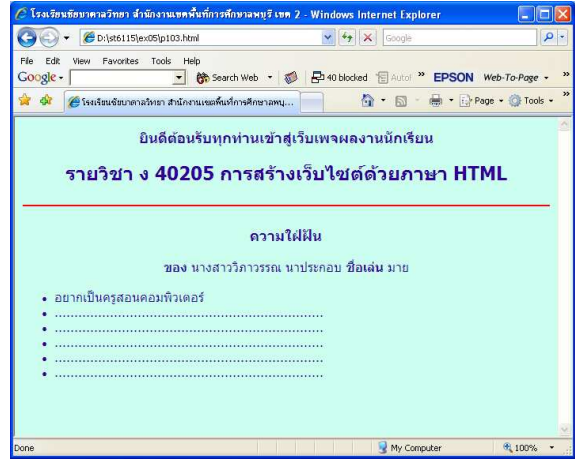 โรงเรียนชัยบาดาลวิทยา สำนักงานเขตพื้นที่การศึกษาลพบุรี เขต 2 - Windows Internet Explorer
D:\st6115\ex05\p103.html
Google
File Edit View Favorites Tools Help
Google Search Web 40 blocked Autof » EPSON Web-To-Page »
โรงเรียนชัยบาดาลวิทยา สำนักงานเขตพื้นที่การศึกษาลพบุ... Page Tools »
ยินดีต้อนรับทุกท่านเข้าสู่เว็บเพจผลงานนักเรียน
รายวิชา ง 40205 การสร้างเว็บไซต์ด้วยภาษา HTML
ความใฝ่ฝัน
ของ นางสาววิภาวรรณ นาประกอบ ชื่อเล่น มาย
• อยากเป็นครูสอนคอมพิวเตอร์
• ................................................................
• ................................................................
• ................................................................
• ................................................................
• ................................................................
Done My Computer 100%